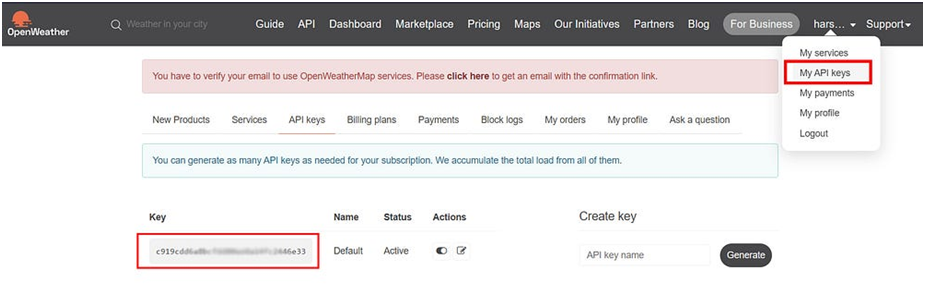 OpenWeather
Weather in your city
Guide API Dashboard Marketplace Pricing Maps Our Initiatives Partners Blog For Business hars... Support
My services
My API keys
My payments
My profile
Logout
You have to verify your email to use OpenWeatherMap services. Please click here to get an email with the confirmation link.
New Products Services API keys Billing plans Payments Block logs My orders My profile Ask a question
You can generate as many API keys as needed for your subscription. We accumulate the total load from all of them.
Key Name Status Actions
Default Active
Create key
API key name Generate